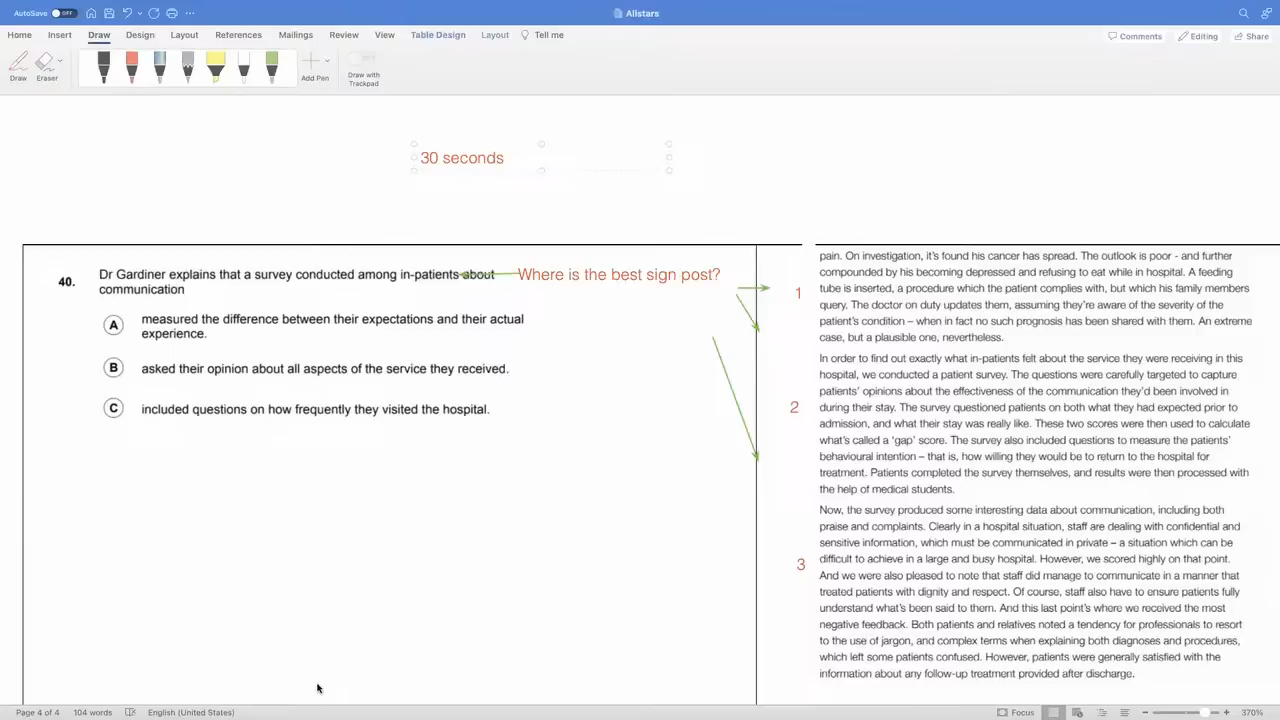 AutoSave OFF
Allstars
Home Insert Draw Design Layout References Mailings Review View Table Design Layout Tell me
Comments Editing Share
Draw Eraser Add Pen Draw with
Trackpad
30 seconds
40. Dr Gardiner explains that a survey conducted among in-patients about
communication
Where is the best sign post?
A measured the difference between their expectations and their actual
experience.
B asked their opinion about all aspects of the service they received.
C included questions on how frequently they visited the hospital.
1
pain. On investigation, it's found his cancer has spread. The outlook is poor - and further
compounded by his becoming depressed and refusing to eat while in hospital. A feeding
tube is inserted, a procedure which the patient complies with, but which his family members
query. The doctor on duty updates them, assuming they're aware of the severity of the
patient's condition – when in fact no such prognosis has been shared with them. An extreme
case, but a plausible one, nevertheless.
2
In order to find out exactly what in-patients felt about the service they were receiving in this
hospital, we conducted a patient survey. The questions were carefully targeted to capture
patients' opinions about the effectiveness of the communication they'd been involved in
during their stay. The survey questioned patients on both what they had expected prior to
admission, and what their stay was really like. These two scores were then used to calculate
what's called a 'gap' score. The survey also included questions to measure the patients'
behavioural intention – that is, how willing they would be to return to the hospital for
treatment. Patients completed the survey themselves, and results were then processed with
the help of medical students.
3
Now, the survey produced some interesting data about communication, including both
praise and complaints. Clearly in a hospital situation, staff are dealing with confidential and
sensitive information, which must be communicated in private – a situation which can be
difficult to achieve in a large and busy hospital. However, we scored highly on that point.
And we were also pleased to note that staff did manage to communicate in a manner that
treated patients with dignity and respect. Of course, staff also have to ensure patients fully
understand what's been said to them. And this last point's where we received the most
negative feedback. Both patients and relatives noted a tendency for professionals to resort
to the use of jargon, and complex terms when explaining both diagnoses and procedures,
which left some patients confused. However, patients were generally satisfied with the
information about any follow-up treatment provided after discharge.
Page 4 of 4 104 words English (United States) Focus 370%